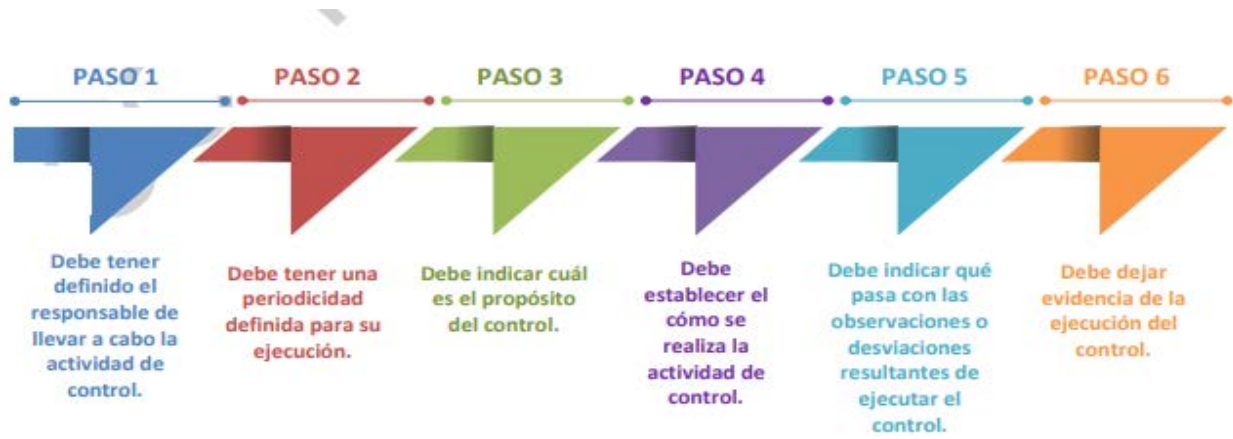 PASO 1
PASO 2
PASO 3
PASO 4
PASO 5
PASO 6
Debe tener
definido el
responsable de
llevar a cabo la
actividad de
control.
Debe tener una
periodicidad
definida para su
ejecución.
Debe indicar cuál
es el propósito
del control.
Debe
establecer el
cómo se
realiza la
actividad de
control.
Debe indicar qué
pasa con las
observaciones o
desviaciones
resultantes de
ejecutar el
control.
Debe dejar
evidencia de la
ejecución del
control.